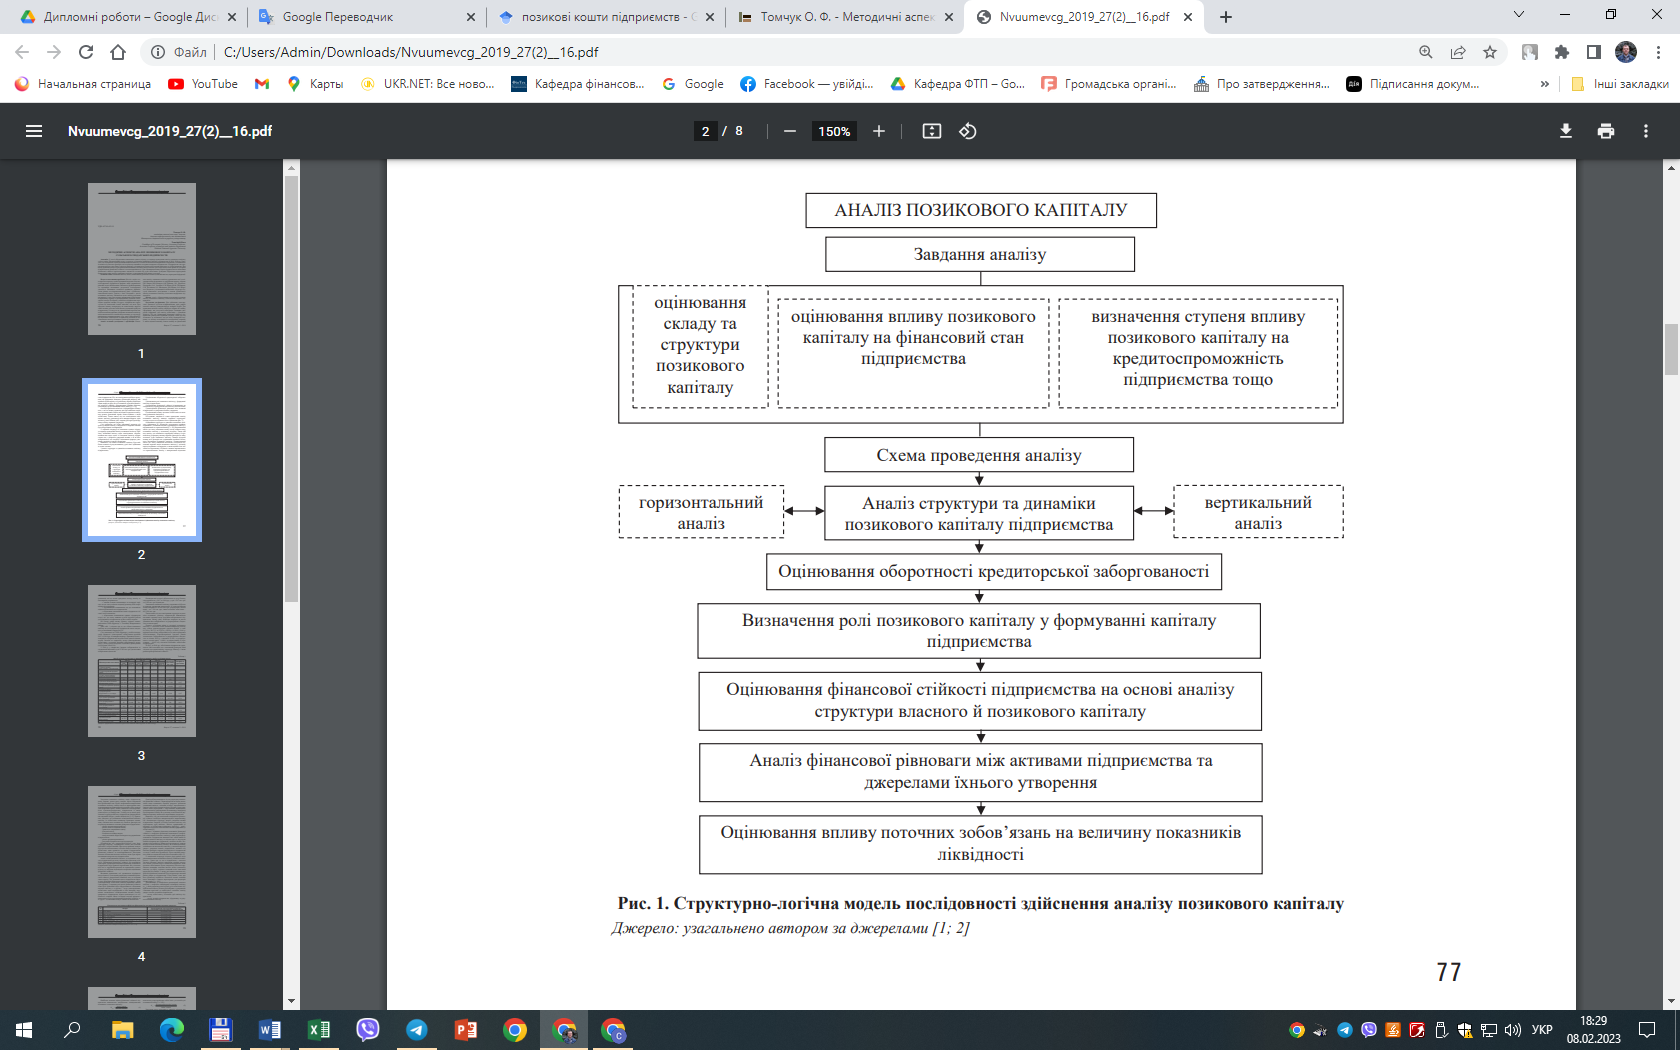 Дипломні роботи – Google Дис
Google Переводчик
позикові кошти підприємств - G
Томчук О. Ф. - Методичні аспек
Nvuumevcg_2019_27(2)__16.pdf
Файл
C:/Users/Admin/Downloads/Nvuumevcg_2019_27(2)__16.pdf
Начальная страница
YouTube
Карты
UKR.NET: Все ново...
Кафедра фінансов...
Google
Facebook — увійді...
Кафедра ФТП – Go...
Громадська органі...
Про затвердження...
Підписання докум...
»
Інші закладки
Nvuumevcg_2019_27(2)__16.pdf
2 / 8
150%
1
2
3
4
АНАЛІЗ ПОЗИКОВОГО КАПІТАЛУ
Завдання аналізу
оцінювання
складу та
структури
позикового
капіталу
оцінювання впливу позикового
капіталу на фінансовий стан
підприємства
визначення ступеня впливу
позикового капіталу на
кредитоспроможність
підприємства тощо
Схема проведення аналізу
горизонтальний
аналіз
Аналіз структури та динаміки
позикового капіталу підприємства
вертикальний
аналіз
Оцінювання оборотності кредиторської заборгованості
Визначення ролі позикового капіталу у формуванні капіталу
підприємства
Оцінювання фінансової стійкості підприємства на основі аналізу
структури власного й позикового капіталу
Аналіз фінансової рівноваги між активами підприємства та
джерелами їхнього утворення
Оцінювання впливу поточних зобов’язань на величину показників
ліквідності
Рис. 1. Структурно-логічна модель послідовності здійснення аналізу позикового капіталу
Джерело: узагальнено автором за джерелами [1; 2]
77
УКР
18:29
08.02.2023